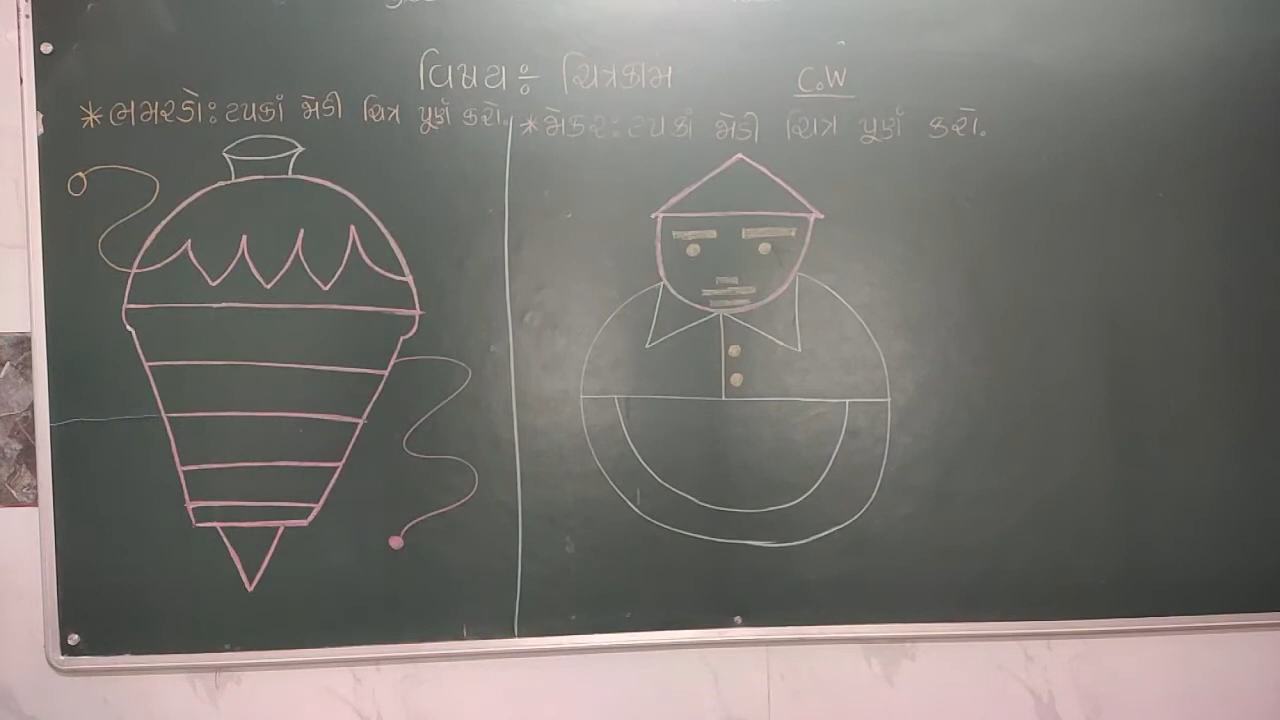 વિષય ÷ ચિત્રકામ
C.W
*ભમરડો: ટપકાં જોડી ચિત્ર પૂર્ણ કરો.
*જોકર: ટપકાં જોડી ચિત્ર પૂર્ણ કરો.